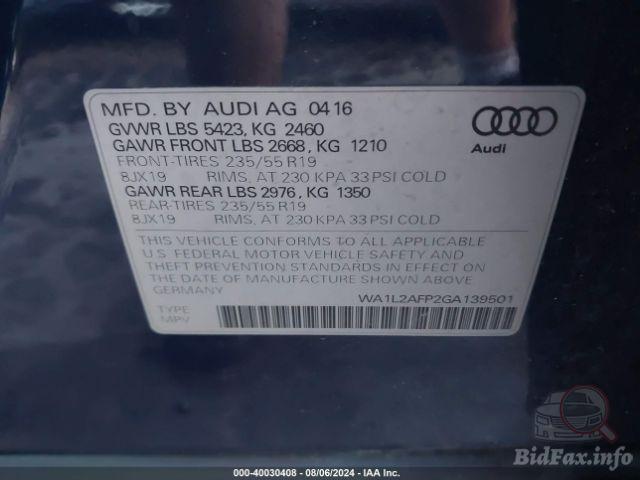 MFD. BY AUDI AG 04 16
GVWR LBS 5423, KG 2460
GAWR FRONT LBS 2668, KG 1210
FRONT-TIRES 235/55 R19
8JX19 RIMS, AT 230 KPA 33 PSI COLD
GAWR REAR LBS 2976, KG 1350
REAR-TIRES 235/55 R19
8JX19 RIMS, AT 230 KPA 33 PSI COLD
Audi
THIS VEHICLE CONFORMS TO ALL APPLICABLE
U.S. FEDERAL MOTOR VEHICLE SAFETY AND
THEFT PREVENTION STANDARDS IN EFFECT ON
THE DATE OF MANUFACTURE SHOWN ABOVE
GERMANY
WA1L2AFP2GA139501
TYPE
MPV
BidFax.info
000-40030408 - 08/06/2024 - IAA Inc.